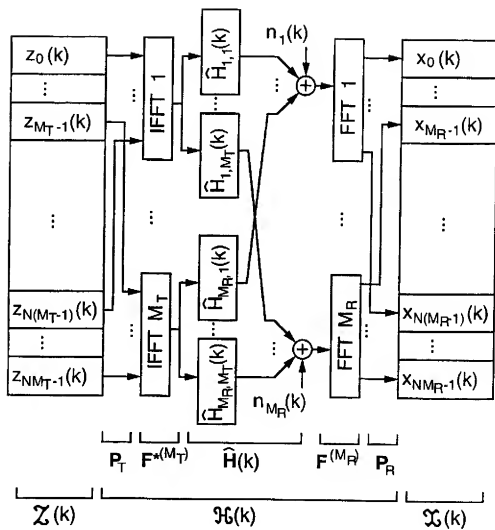 z₀(k)
⋯
z_{M_T-1}(k)
⋯
z_{N(M_T-1)}(k)
⋯
z_{NM_T-1}(k)
IFFT 1
⋮
IFFT M_T
Ĥ_{1,1}(k)
⋯
Ĥ_{1,M_T}(k)
Ĥ_{M_R,1}(k)
⋯
Ĥ_{M_R,M_T}(k)
n₁(k)
⋯
+
⋯
+
n_{M_R}(k)
FFT 1
⋮
FFT M_R
x₀(k)
⋯
x_{M_R-1}(k)
⋯
x_{N(M_R-1)}(k)
⋯
x_{NM_R-1}(k)
P_T F*^{(M_T)} Ĥ(k) F^{(M_R)} P_R
𝒵(k) ℋ(k) 𝒳(k)